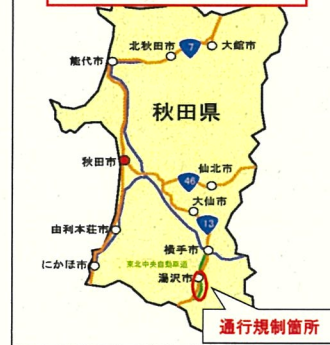 北秋田市
7
大館市
能代市
秋田県
秋田市
仙北市
46
大仙市
13
由利本荘市
横手市
にかほ市
東北中央自動車道
湯沢市
通行規制箇所